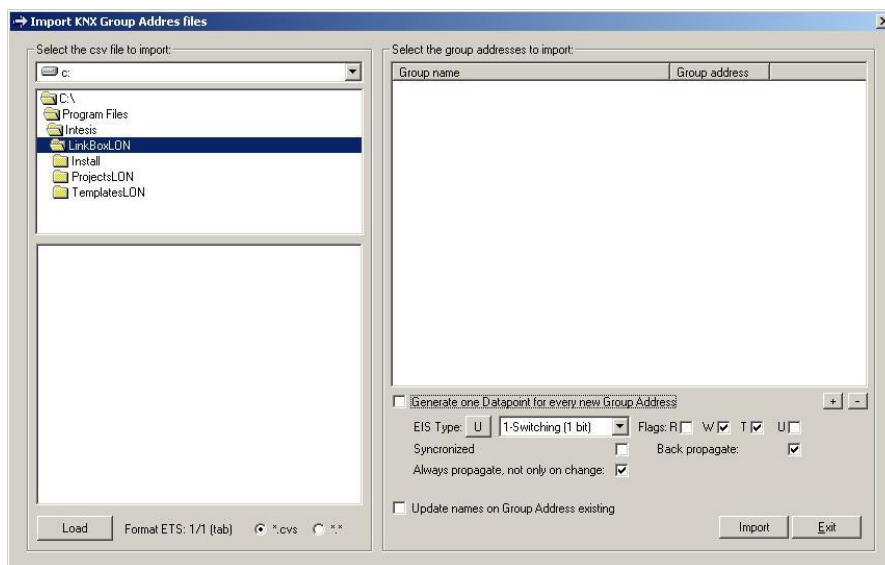 Import KNX Group Addres files
Select the csv file to import:
c:
C:\
Program Files
Intesis
LinkBoxLON
Install
ProjectsLON
TemplatesLON
Load
Format ETS: 1/1 (tab)
*.cvs
*.*
Select the group addresses to import:
Group name Group address
Generate one Datapoint for every new Group Address
+ -
EIS Type: U 1-Switching (1 bit) Flags: R W T U
Syncronized Back propagate:
Always propagate, not only on change:
Update names on Group Address existing
Import Exit